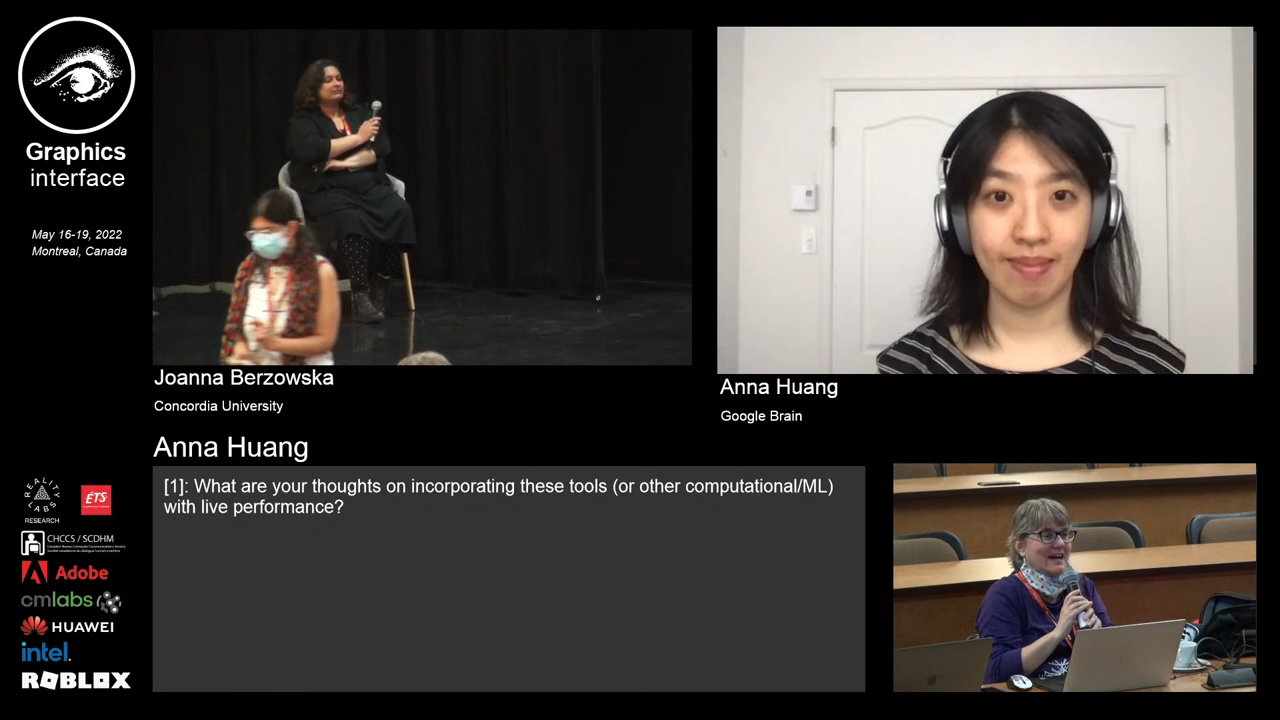 Graphics
interface
May 16-19, 2022
Montreal, Canada
Joanna Berzowska
Concordia University
Anna Huang
Google Brain
Anna Huang
[1]: What are your thoughts on incorporating these tools (or other computational/ML)
with live performance?
REALITY LABS
RESEARCH
ÉTS
CHCCS / SCDHM
Adobe
cmlabs
HUAWEI
intel.
ROBLOX